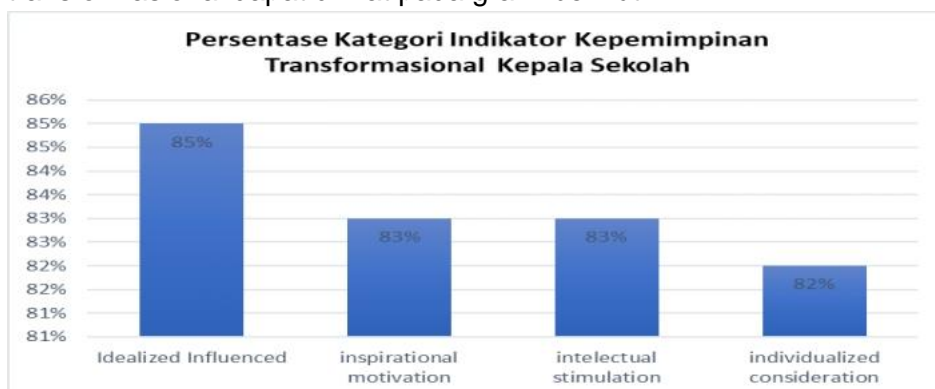 Persentase Kategori Indikator Kepemimpinan
Transformasional Kepala Sekolah
86%
85%
85%
84%
84%
83%
83%
82%
82%
81%
81%
85%
83%
83%
82%
Idealized Influenced
inspirational
motivation
intelectual
stimulation
individualized
consideration